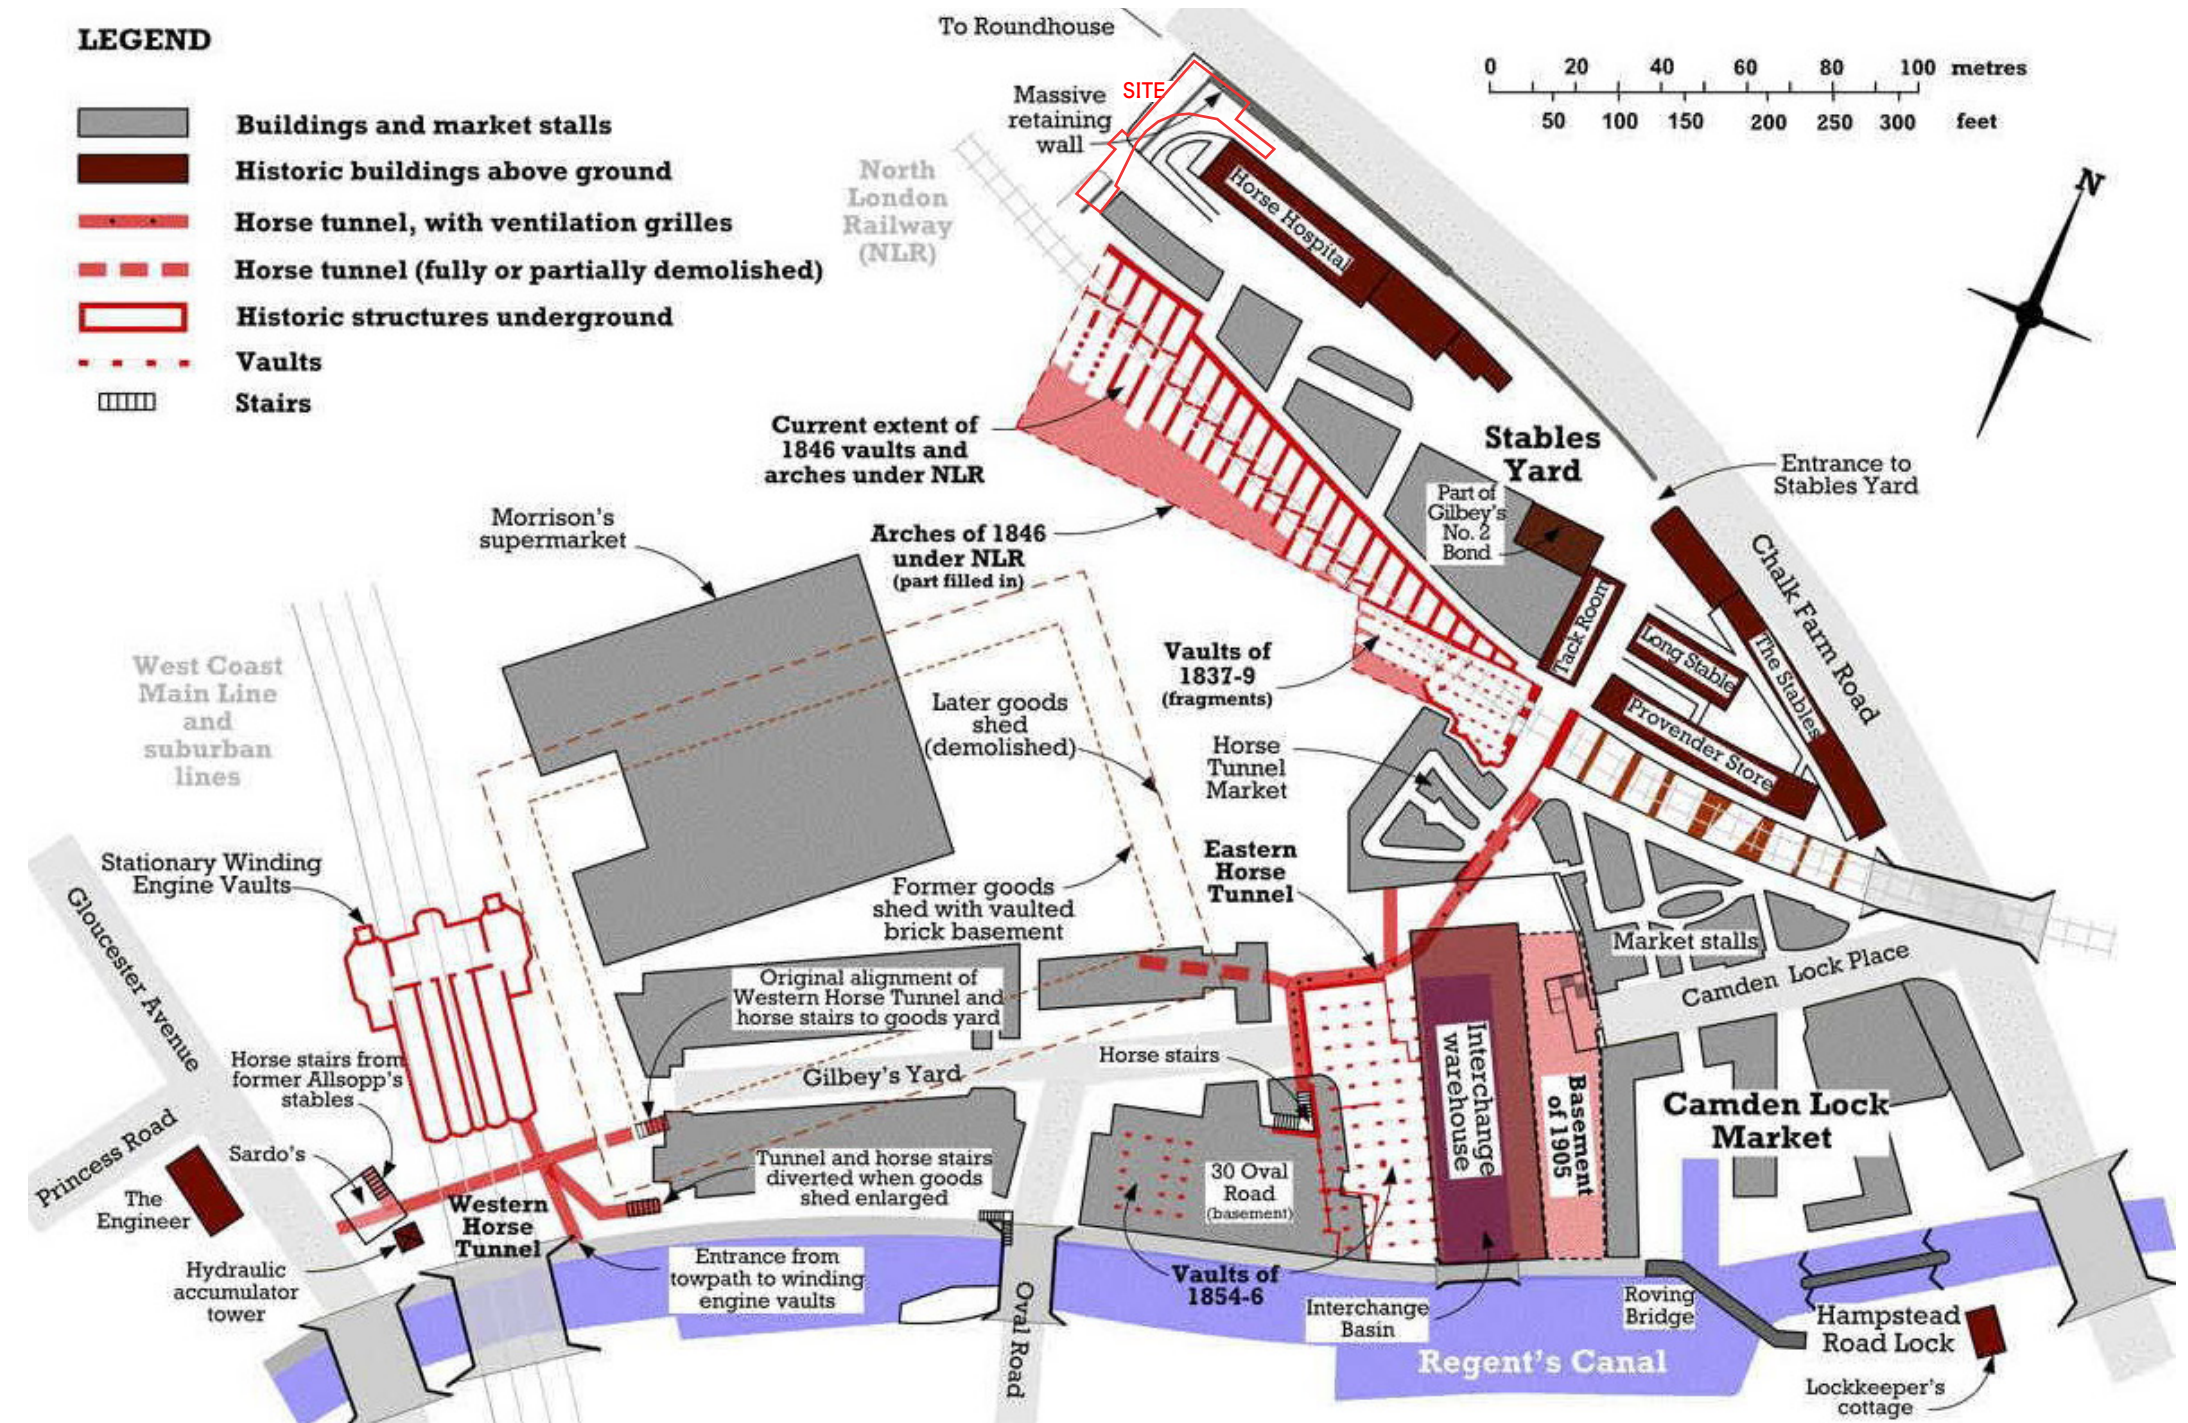 LEGEND
Buildings and market stalls
Historic buildings above ground
Horse tunnel, with ventilation grilles
Horse tunnel (fully or partially demolished)
Historic structures underground
Vaults
Stairs
To Roundhouse
SITE
Massive
retaining
wall
0 20 40 60 80 100 metres
50 100 150 200 250 300 feet
N
North
London
Railway
(NLR)
Horse Hospital
Current extent of
1846 vaults and
arches under NLR
Stables
Yard
Entrance to
Stables Yard
Part of
Gilbey's
No. 2
Bond
Morrison's
supermarket
Arches of 1846
under NLR
(part filled in)
Chalk Farm Road
Tack Room
Long Stable
The Stables
Provender Store
Vaults of
1837-9
(fragments)
West Coast
Main Line
and
suburban
lines
Later goods
shed
(demolished)
Horse
Tunnel
Market
Stationary Winding
Engine Vaults
Gloucester Avenue
Former goods
shed with vaulted
brick basement
Eastern
Horse
Tunnel
Market stalls
Camden Lock Place
Original alignment of
Western Horse Tunnel and
horse stairs to goods yard
Horse stairs from
former Allsopp's
stables
Gilbey's Yard
Horse stairs
Interchange
warehouse
Basement
of 1905
Camden Lock
Market
Princess Road
Sardo's
The
Engineer
Western
Horse
Tunnel
Tunnel and horse stairs
diverted when goods
shed enlarged
30 Oval
Road
(basement)
Hydraulic
accumulator
tower
Entrance from
towpath to winding
engine vaults
Oval Road
Vaults of
1854-6
Interchange
Basin
Roving
Bridge
Hampstead
Road Lock
Regent's Canal
Lockkeeper's
cottage